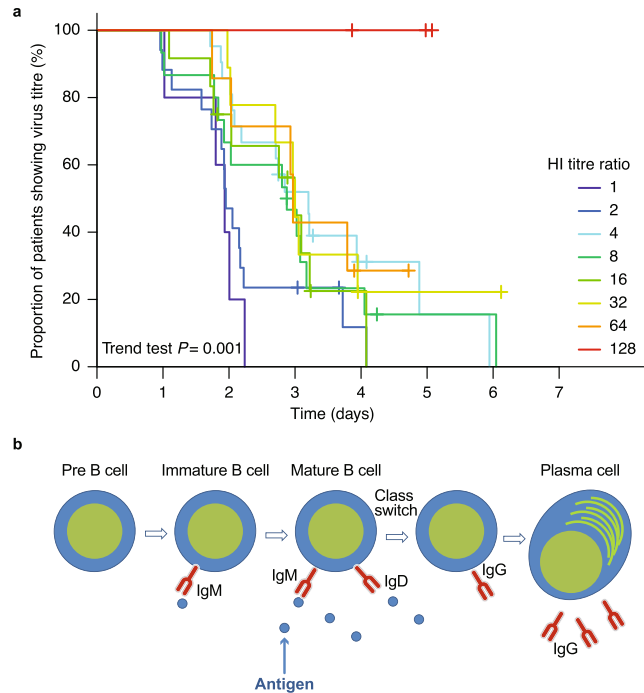 a
Proportion of patients showing virus titre (%)
100
80
60
40
20
0
Trend test P = 0.001
0 1 2 3 4 5 6 7
Time (days)
HI titre ratio
1
2
4
8
16
32
64
128
b
Pre B cell Immature B cell Mature B cell Plasma cell
Class
switch
IgM IgM IgD IgG
IgG
Antigen